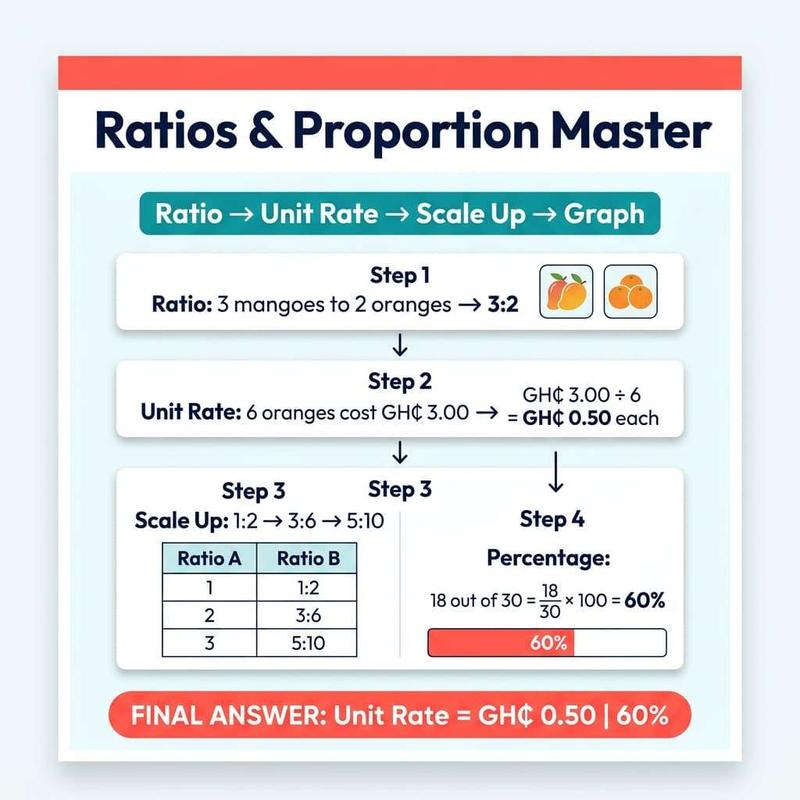 Ratios & Proportion Master
Ratio → Unit Rate → Scale Up → Graph
Step 1
Ratio: 3 mangoes to 2 oranges → 3:2
Step 2
Unit Rate: 6 oranges cost GH₵ 3.00 →
GH₵ 3.00 ÷ 6
= GH₵ 0.50 each
Step 3
Step 3
Scale Up: 1:2 → 3:6 → 5:10
Ratio A Ratio B
1 1:2
2 3:6
3 5:10
Step 4
Percentage:
18 out of 30 = 18/30 × 100 = 60%
60%
FINAL ANSWER: Unit Rate = GH₵ 0.50 | 60%